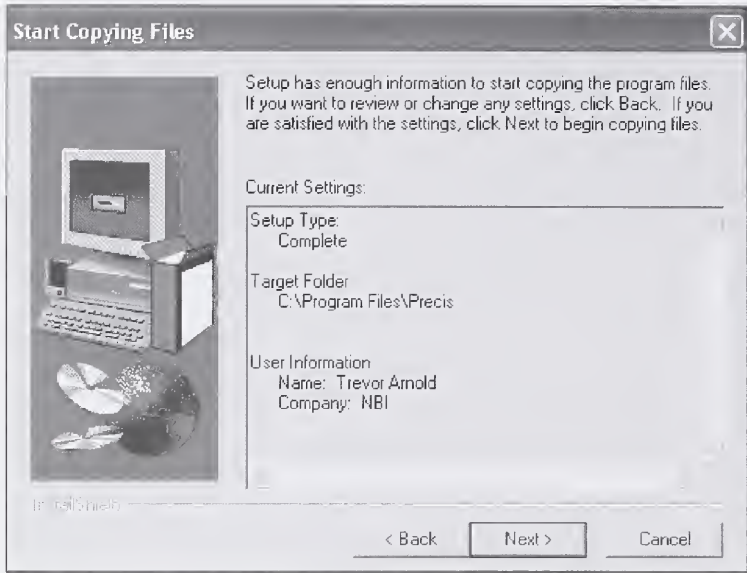 Start Copying Files
Setup has enough information to start copying the program files.
If you want to review or change any settings, click Back. If you
are satisfied with the settings, click Next to begin copying files.
Current Settings:
Setup Type:
Complete
Target Folder
C:\Program Files\Precis
User Information
Name: Trevor Arnold
Company: NBI
InstallShield
< Back
Next >
Cancel